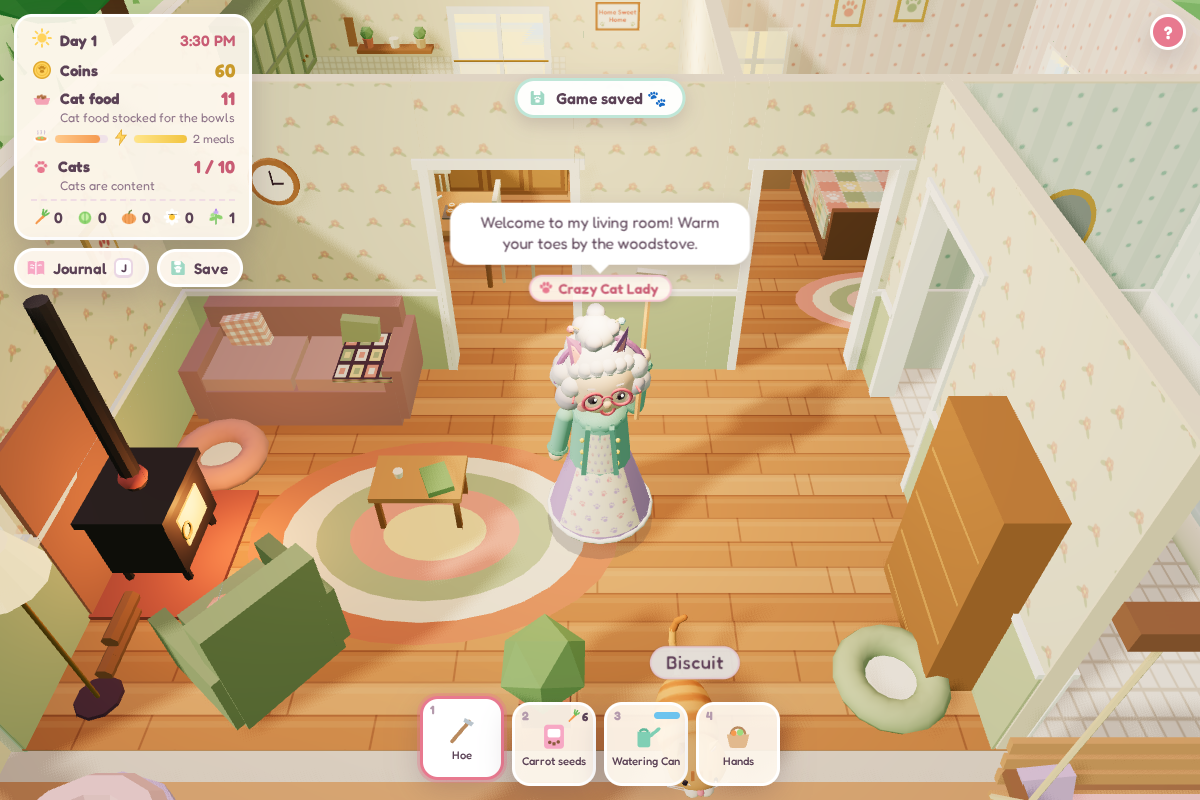 Home Sweet
Home
Day 1
3:30 PM
?
Coins
60
Game saved
Cat food
11
Cat food stocked for the bowls
2 meals
Cats
1 / 10
Cats are content
0
0
0
0
1
Welcome to my living room! Warm
your toes by the woodstove.
Journal
J
Save
Crazy Cat Lady
Biscuit
1
Hoe
2
6
Carrot seeds
3
Watering Can
4
Hands